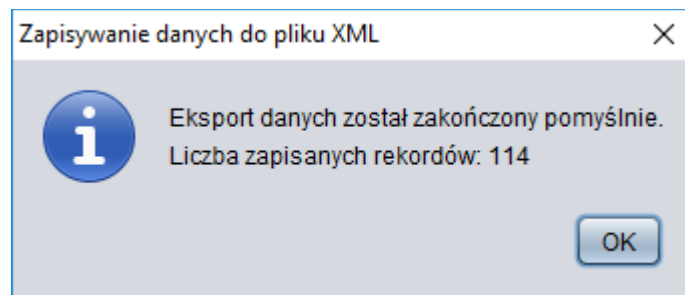 Zapisywanie danych do pliku XML
Eksport danych został zakończony pomyślnie.
Liczba zapisanych rekordów: 114
OK